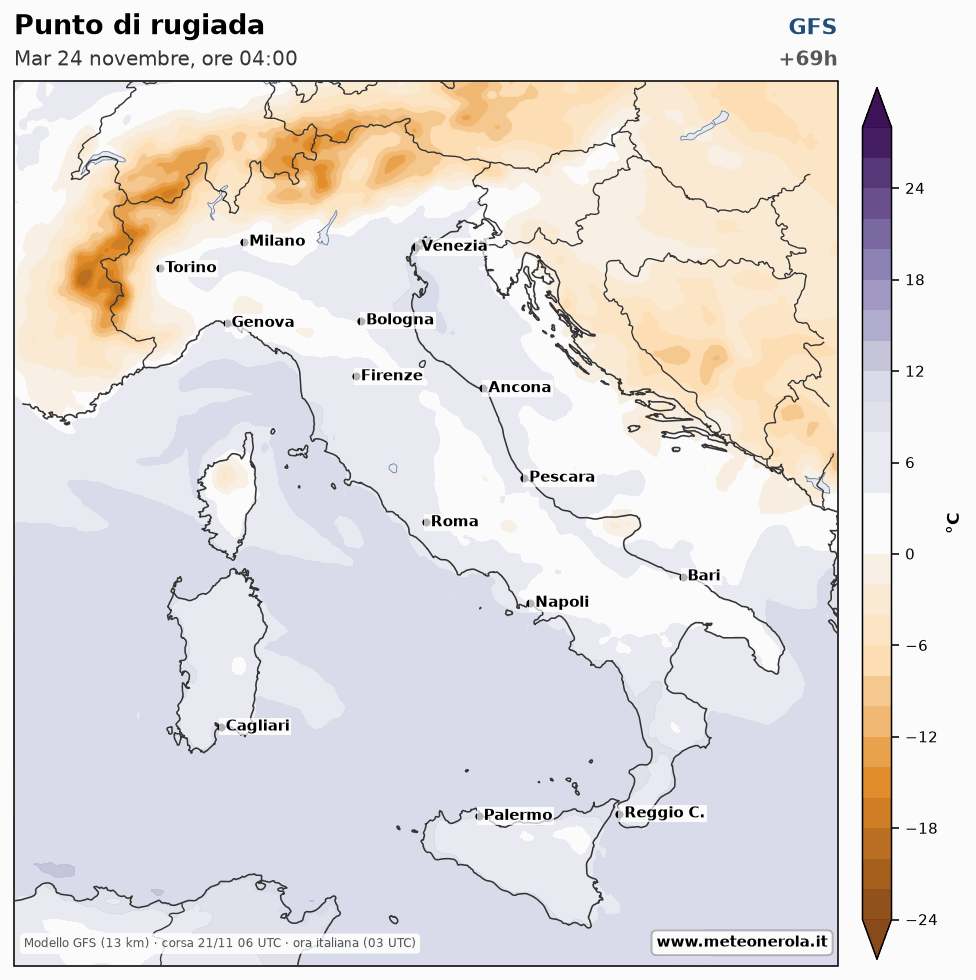 Punto di rugiada
GFS
Mar 24 novembre, ore 04:00
+69h
Milano
Venezia
Torino
Genova
Bologna
Firenze
Ancona
Pescara
Roma
Bari
Napoli
Cagliari
Palermo
Reggio C.
24
18
12
6
0
−6
−12
−18
−24
°C
Modello GFS (13 km) · corsa 21/11 06 UTC · ora italiana (03 UTC)
www.meteonerola.it